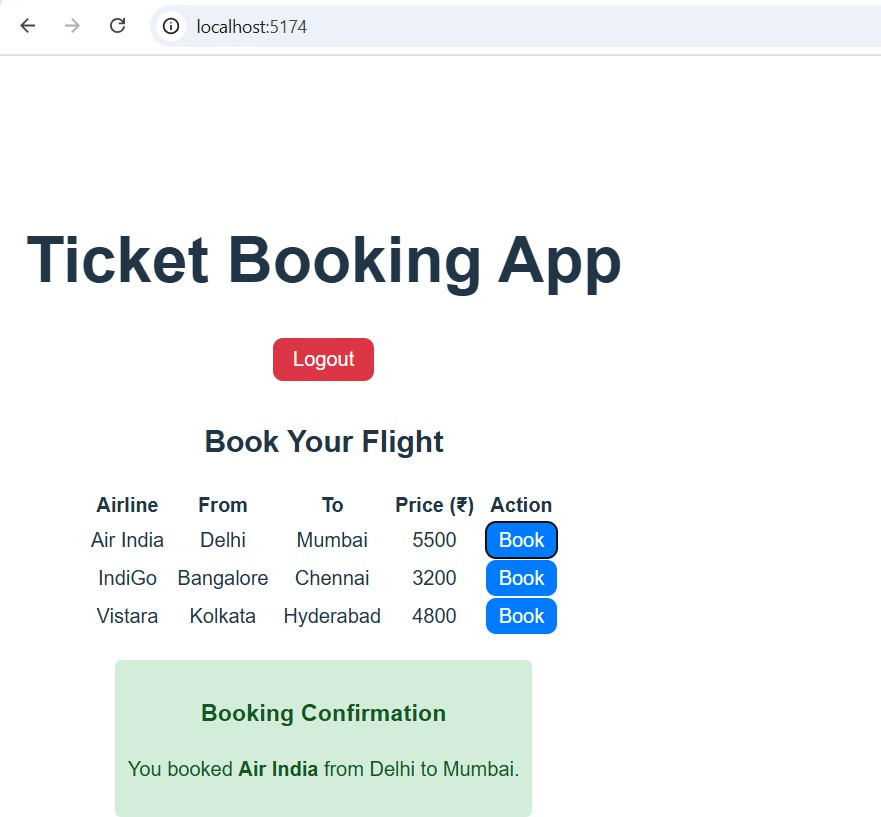 localhost:5174
Ticket Booking App
Logout
Book Your Flight
Airline From To Price (₹) Action
Air India Delhi Mumbai 5500 Book
IndiGo Bangalore Chennai 3200 Book
Vistara Kolkata Hyderabad 4800 Book
Booking Confirmation
You booked Air India from Delhi to Mumbai.